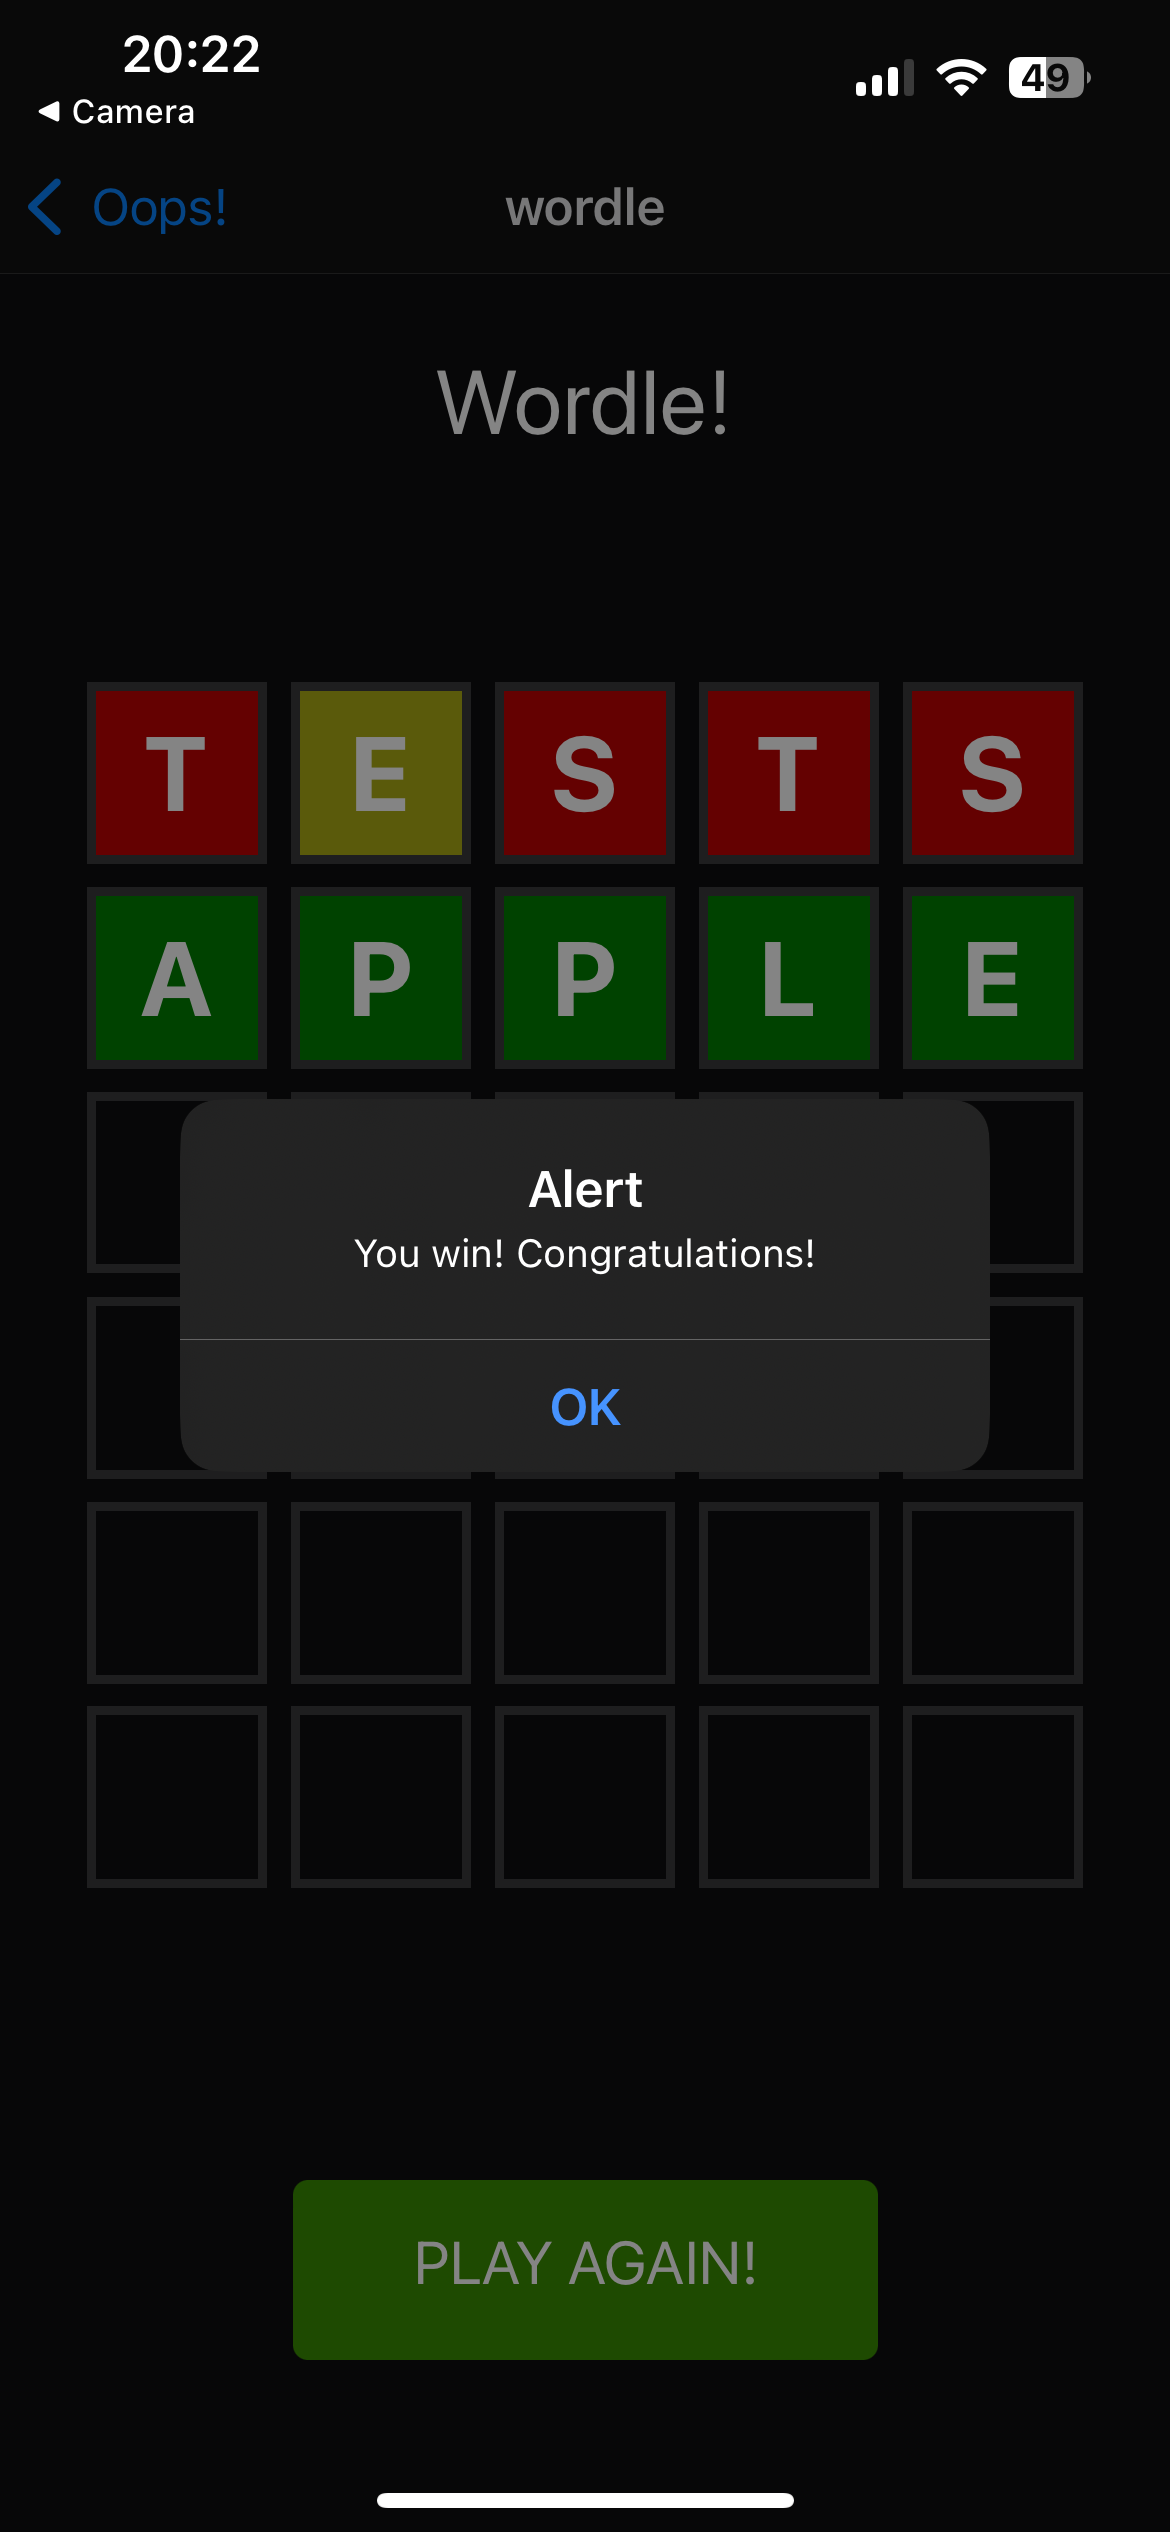 20:22
49
◀ Camera
Oops!
wordle
Wordle!
T E S T S
A P P L E
Alert
You win! Congratulations!
OK
PLAY AGAIN!